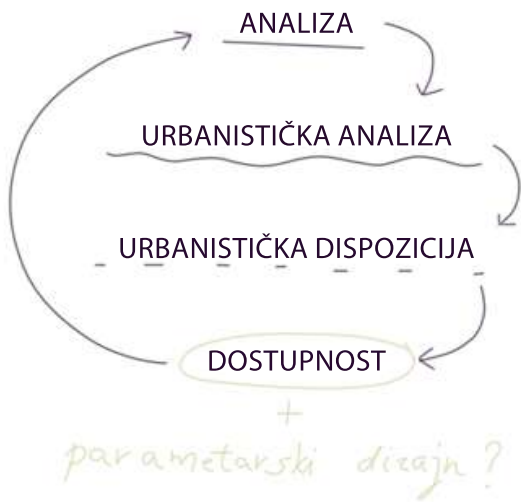 ANALIZA
URBANISTIČKA ANALIZA
URBANISTIČKA DISPOZICIJA
DOSTUPNOST
+
parametarski dizajn ?